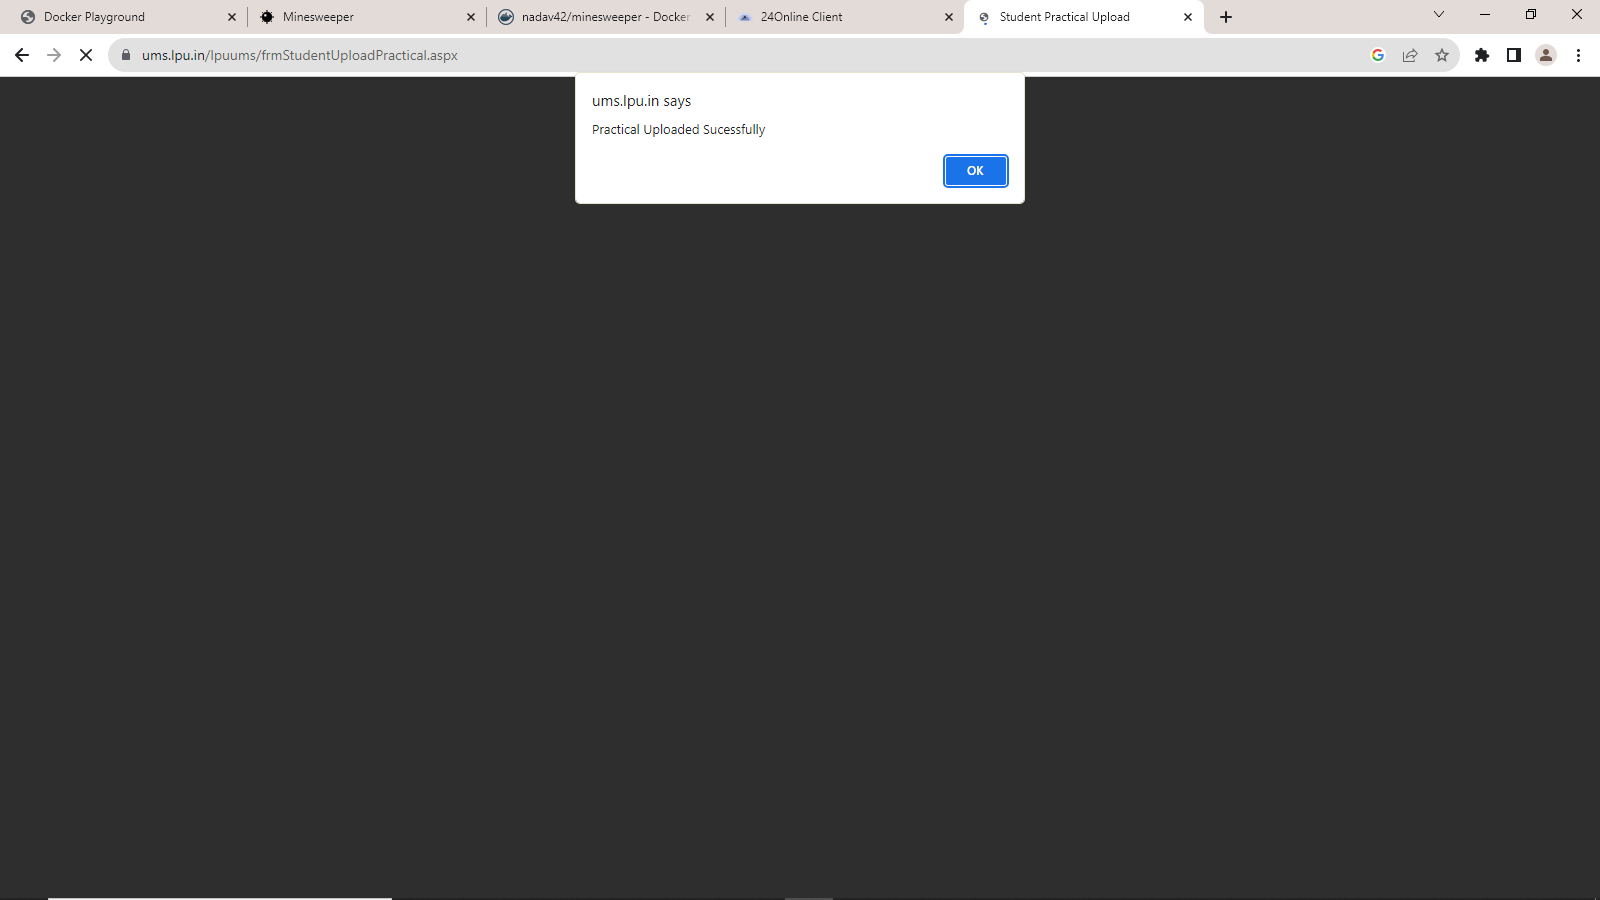 Docker Playground
Minesweeper
nadav42/minesweeper - Docker
24Online Client
Student Practical Upload
ums.lpu.in/lpuums/frmStudentUploadPractical.aspx
ums.lpu.in says
Practical Uploaded Sucessfully
OK